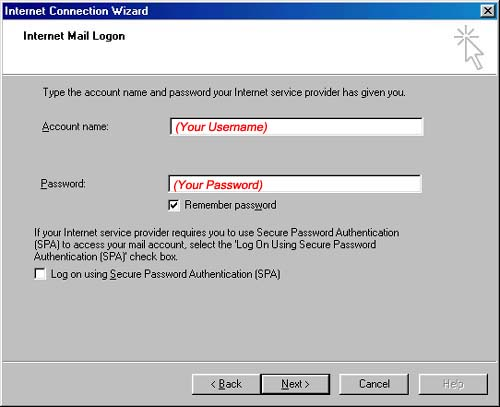 Internet Connection Wizard
Internet Mail Logon
Type the account name and password your Internet service provider has given you.
Account name:
(Your Username)
Password:
(Your Password)
Remember password
If your Internet service provider requires you to use Secure Password Authentication
(SPA) to access your mail account, select the 'Log On Using Secure Password
Authentication (SPA)' check box.
Log on using Secure Password Authentication (SPA)
< Back
Next >
Cancel
Help